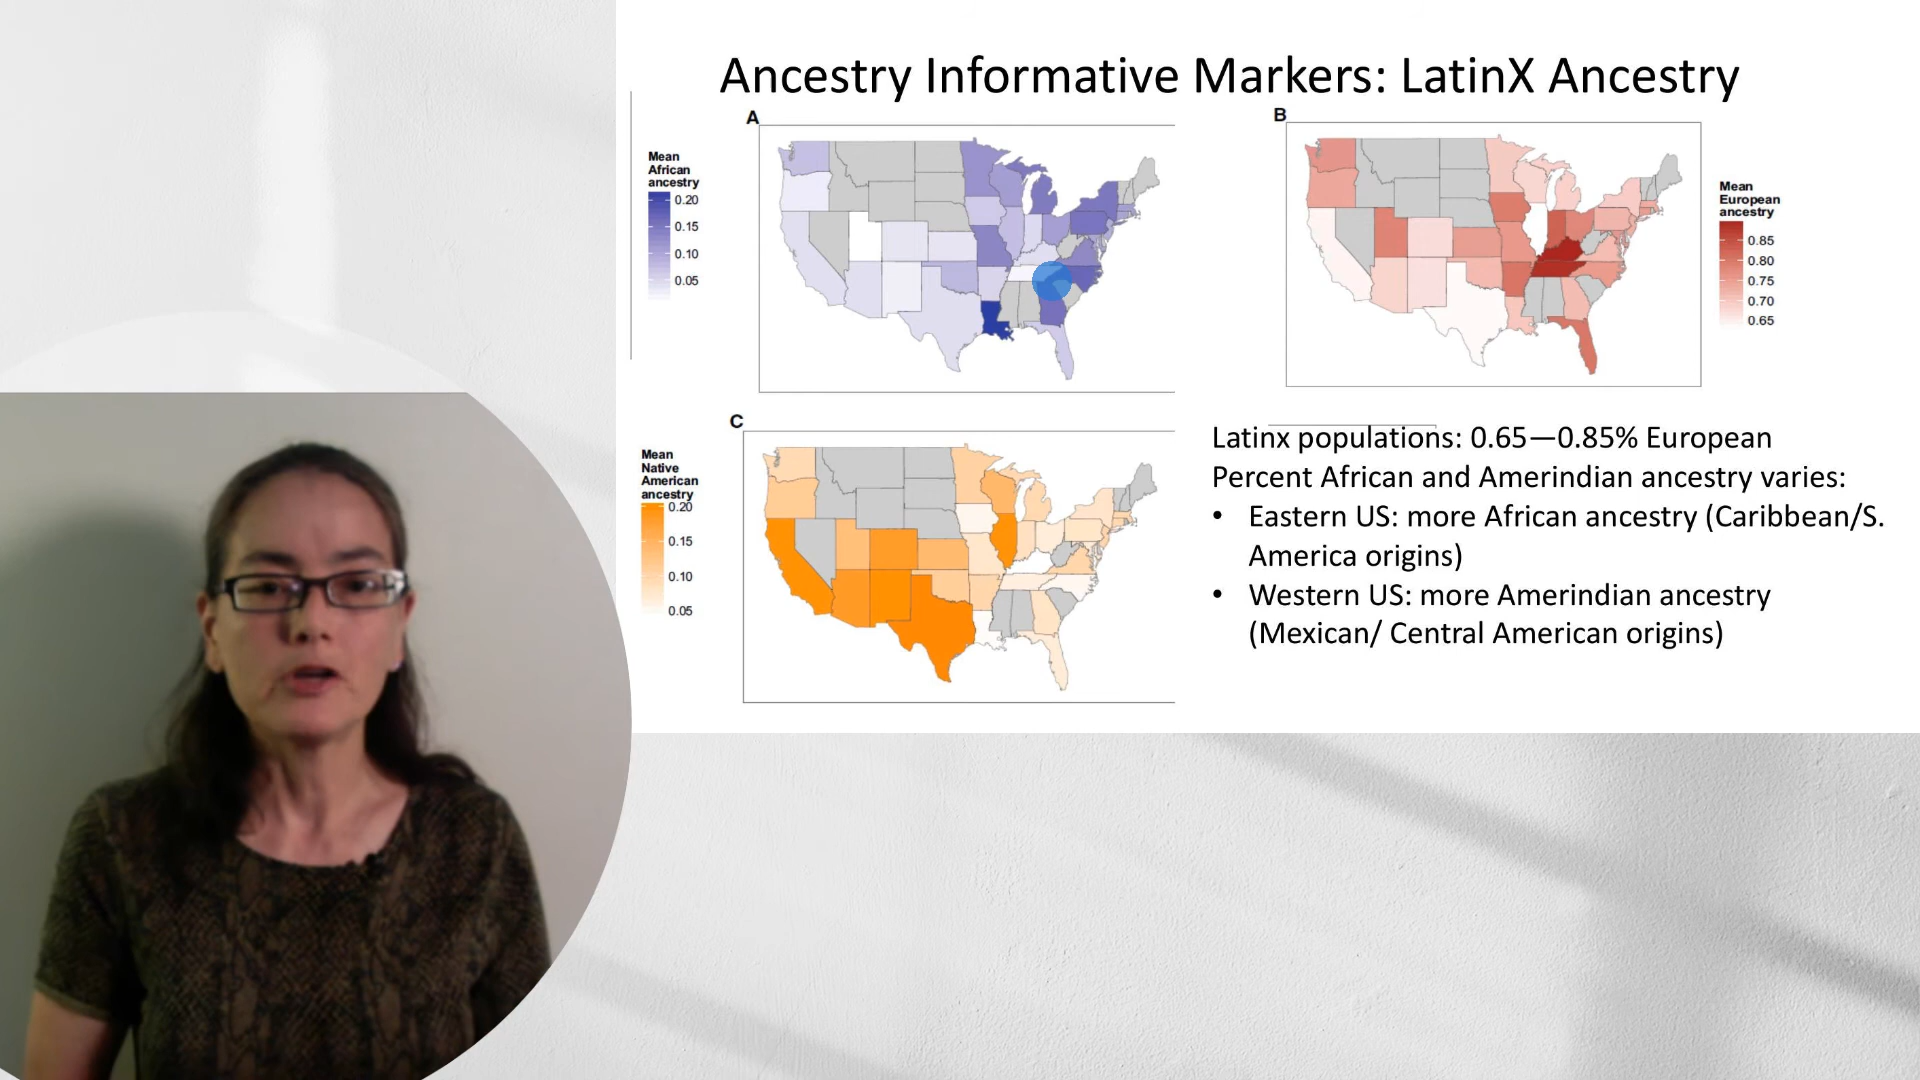 Ancestry Informative Markers: LatinX Ancestry
A
Mean
African
ancestry
0.20
0.15
0.10
0.05
B
Mean
European
ancestry
0.85
0.80
0.75
0.70
0.65
C
Mean
Native
American
ancestry
0.20
0.15
0.10
0.05
Latinx populations: 0.65—0.85% European
Percent African and Amerindian ancestry varies:
• Eastern US: more African ancestry (Caribbean/S.
America origins)
• Western US: more Amerindian ancestry
(Mexican/ Central American origins)